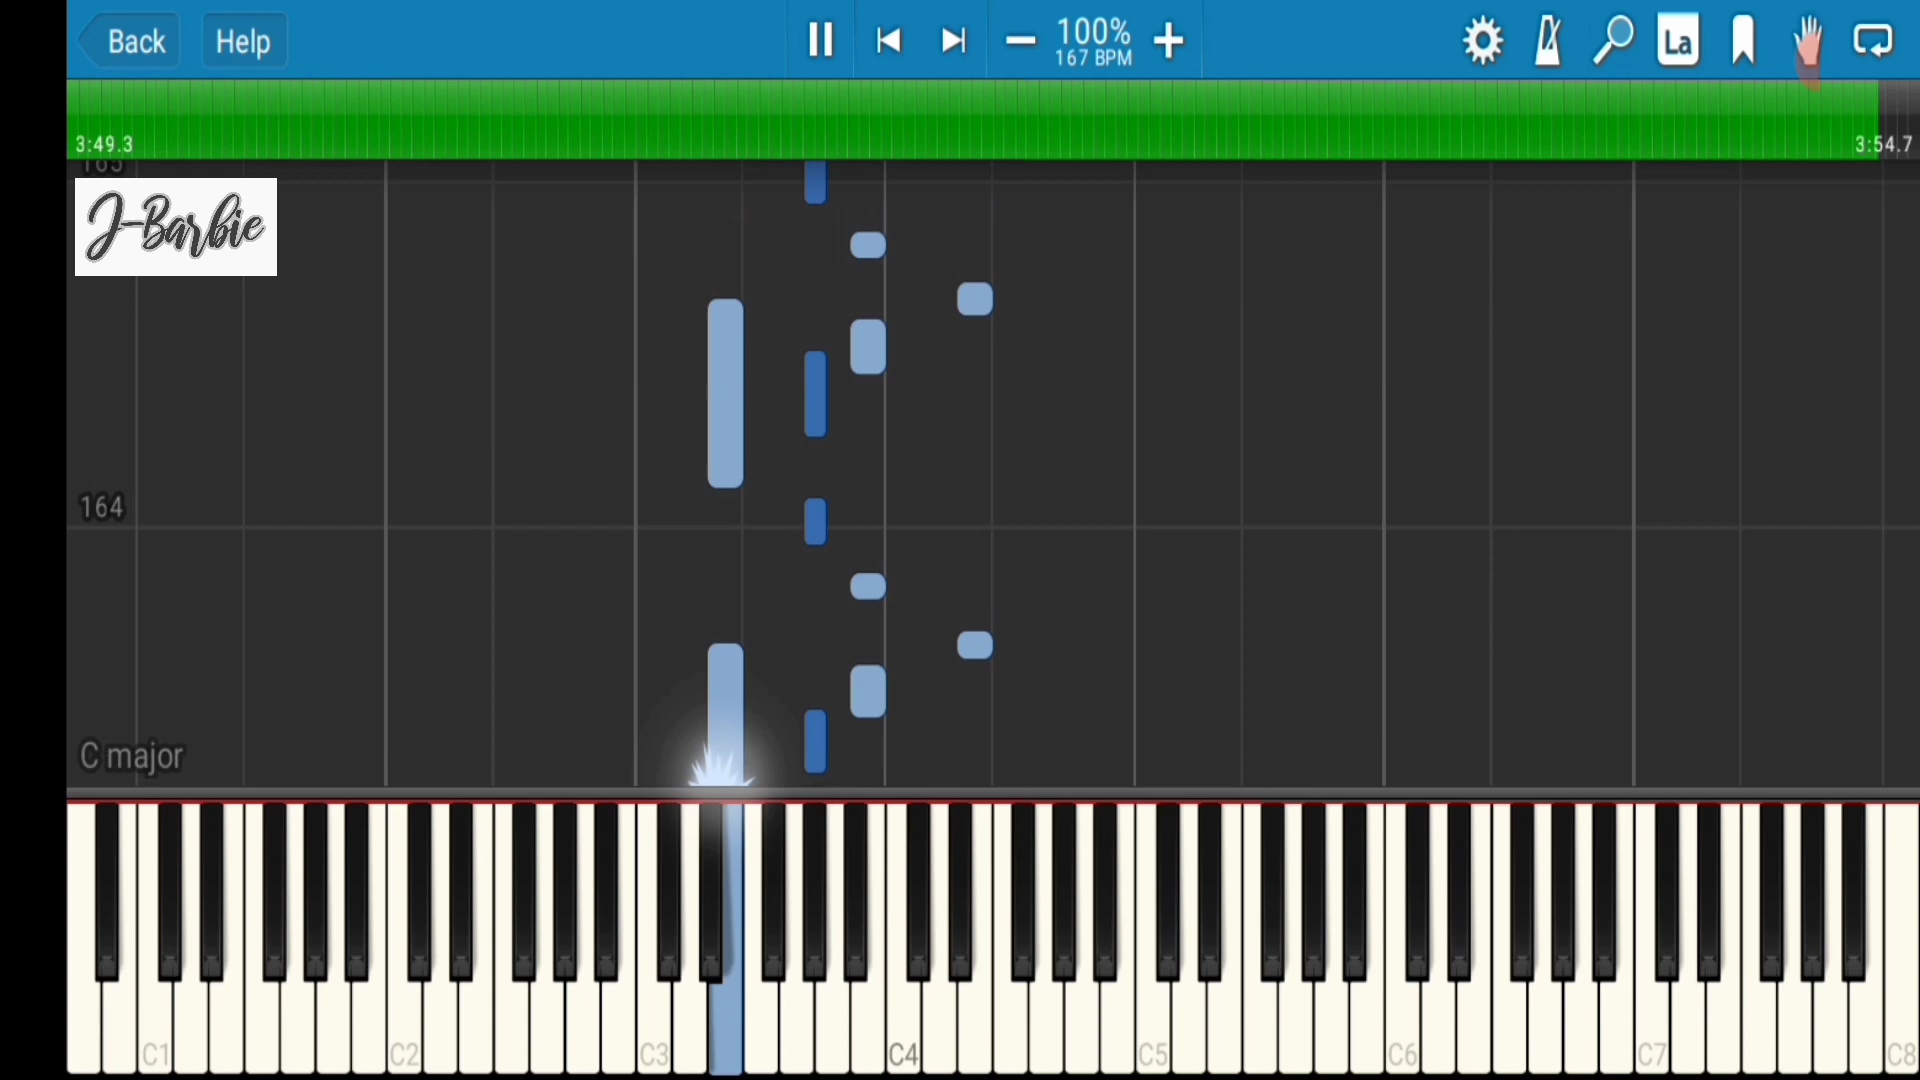 Back
Help
100%
167 BPM
La
3:49.3
3:54.7
165
J-Barbie
164
C major
C1
C2
C3
C4
C5
C6
C7
C8